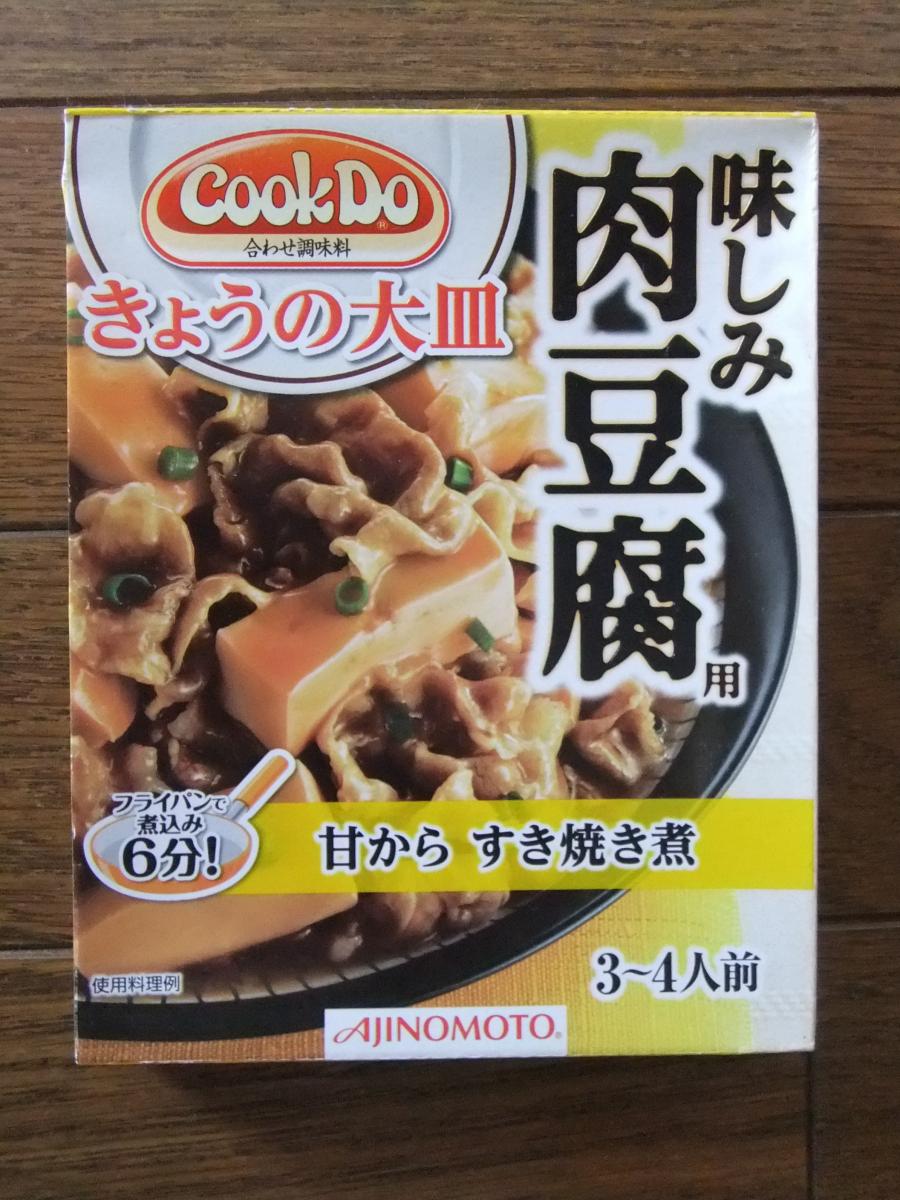 CookDo®
合わせ調味料
きょうの大皿
味しみ
肉豆腐用
フライパンで
煮込み
6分!
甘から すき焼き煮
3~4人前
使用料理例
AJINOMOTO®